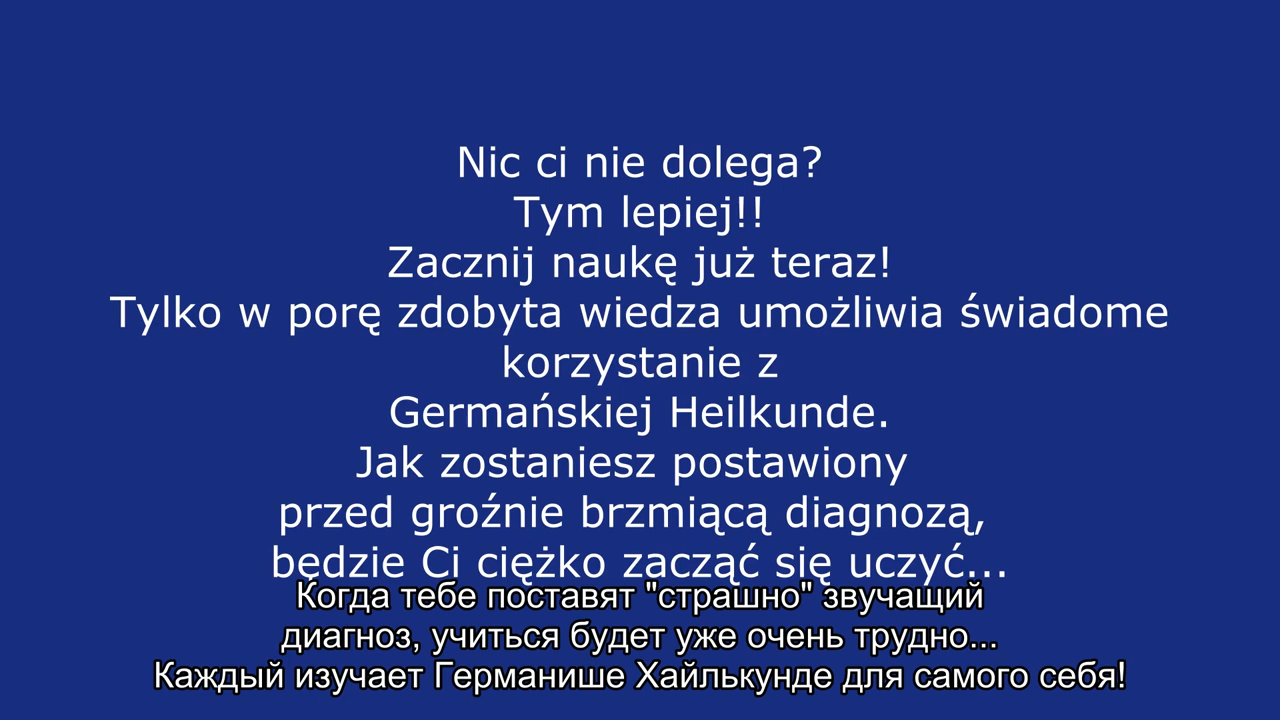 Nic ci nie dolega?
Tym lepiej!!
Zacznij naukę już teraz!
Tylko w porę zdobyta wiedza umożliwia świadome
korzystanie z
Germańskiej Heilkunde.
Jak zostaniesz postawiony
przed groźnie brzmiącą diagnozą,
będzie Ci ciężko zacząć się uczyć...
Когда тебе поставят "страшно" звучащий
диагноз, учиться будет уже очень трудно...
Каждый изучает Германише Хайлькунде для самого себя!